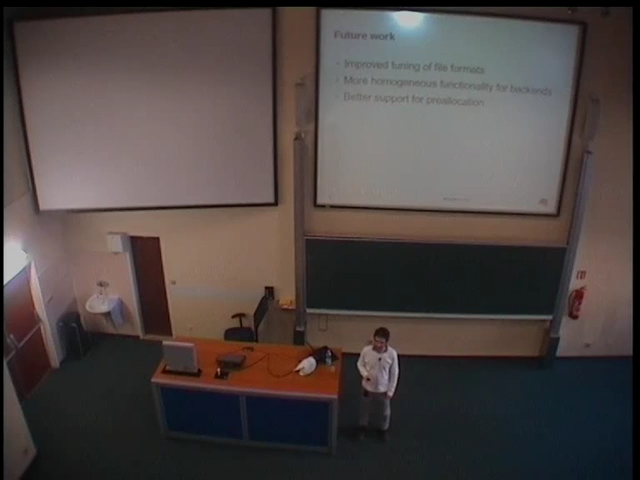 Future work
- Improved tuning of file formats
- More homogeneous functionality for backends
- Better support for preallocation